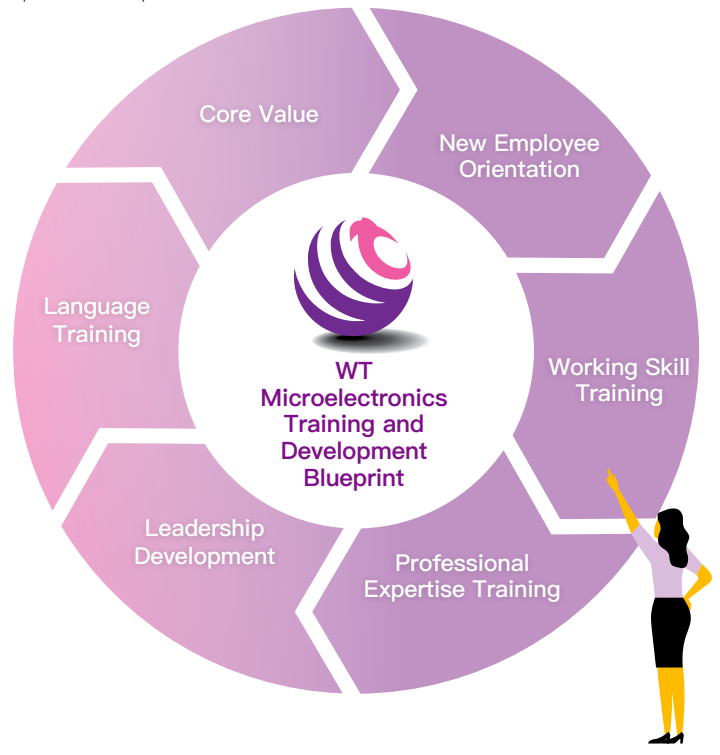 Core Value
New Employee
Orientation
Working Skill
Training
Professional
Expertise Training
Leadership
Development
Language
Training
WT
Microelectronics
Training and
Development
Blueprint